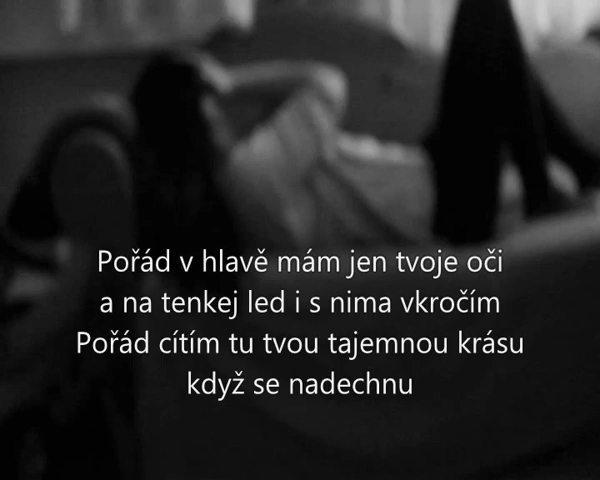 Pořád v hlavě mám jen tvoje oči
a na tenkej led i s nima vkročím
Pořád cítím tu tvou tajemnou krásu
když se nadechnu